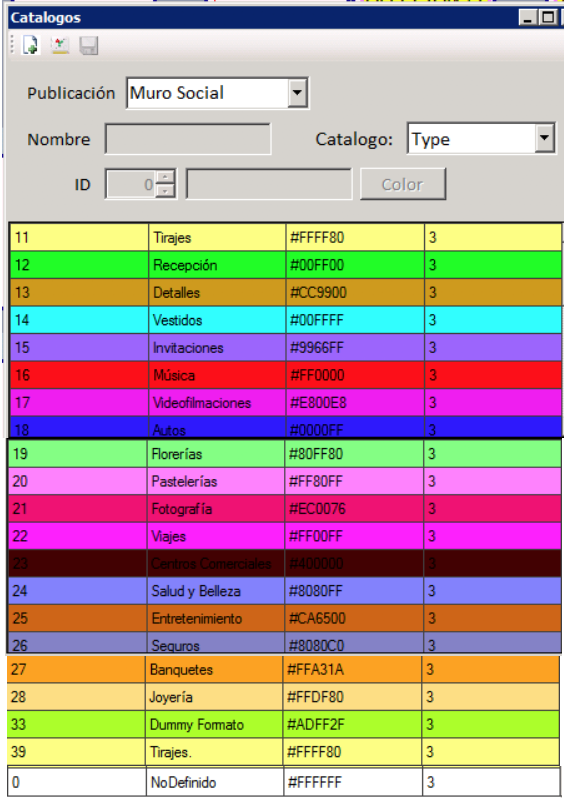 Catalogos
Publicación Muro Social
Nombre Catalogo: Type
ID 0 Color
11 Tirajes #FFFF80 3
12 Recepción #00FF00 3
13 Detalles #CC9900 3
14 Vestidos #00FFFF 3
15 Invitaciones #9966FF 3
16 Música #FF0000 3
17 Videofilmaciones #E800E8 3
18 Autos #0000FF 3
19 Florerías #80FF80 3
20 Pastelerías #FF80FF 3
21 Fotografía #EC0076 3
22 Viajes #FF00FF 3
23 Centros Comerciales #400000 3
24 Salud y Belleza #8080FF 3
25 Entretenimiento #CA6500 3
26 Seguros #8080C0 3
27 Banquetes #FFA31A 3
28 Joyería #FFDF80 3
33 Dummy Formato #ADFF2F 3
39 Tirajes. #FFFF80 3
0 NoDefinido #FFFFFF 3